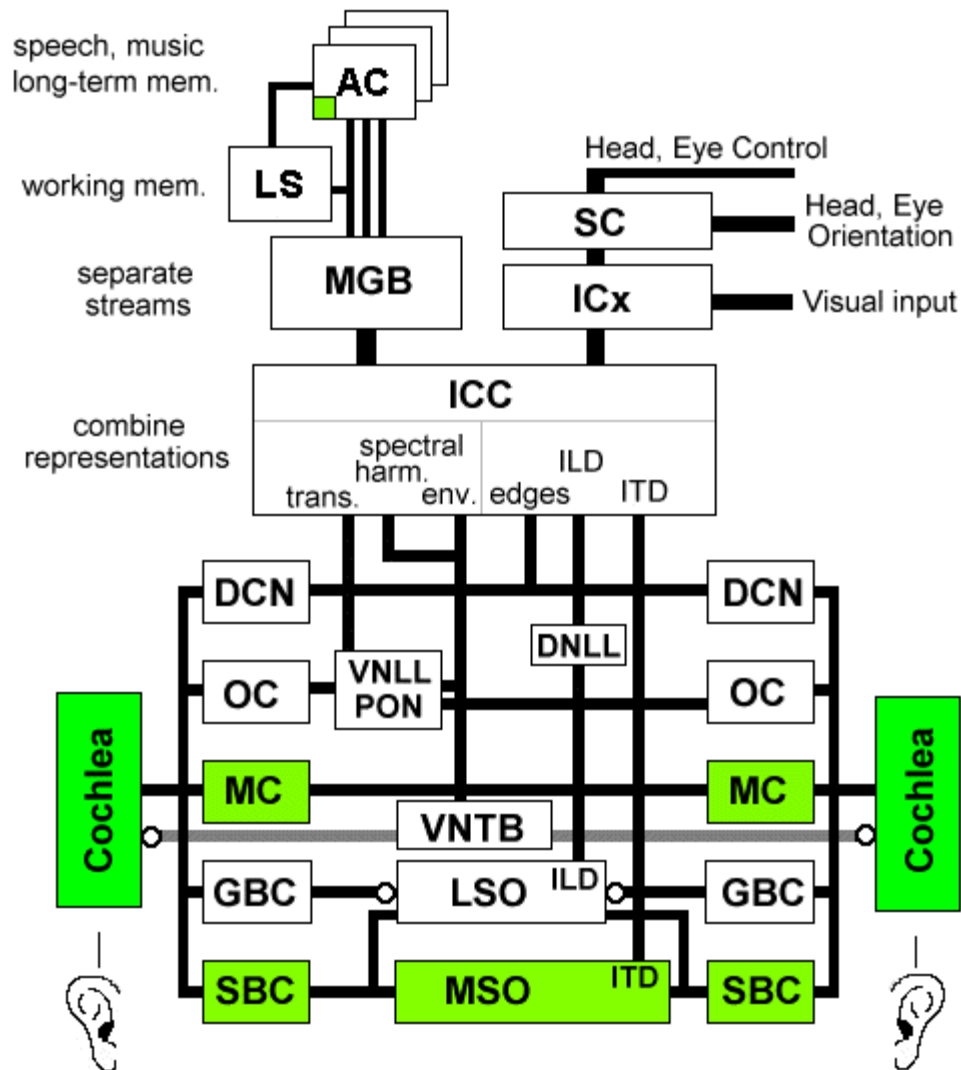 speech, music
long-term mem.
AC
working mem.
LS
Head, Eye Control
SC
Head, Eye
Orientation
separate
streams
MGB
ICx
Visual input
ICC
combine
representations
spectral
harm.
trans.
env.
edges
ILD
ITD
DCN
DCN
DNLL
OC
VNLL
PON
OC
Cochlea
Cochlea
MC
MC
VNTB
GBC
LSO
ILD
GBC
SBC
MSO
ITD
SBC